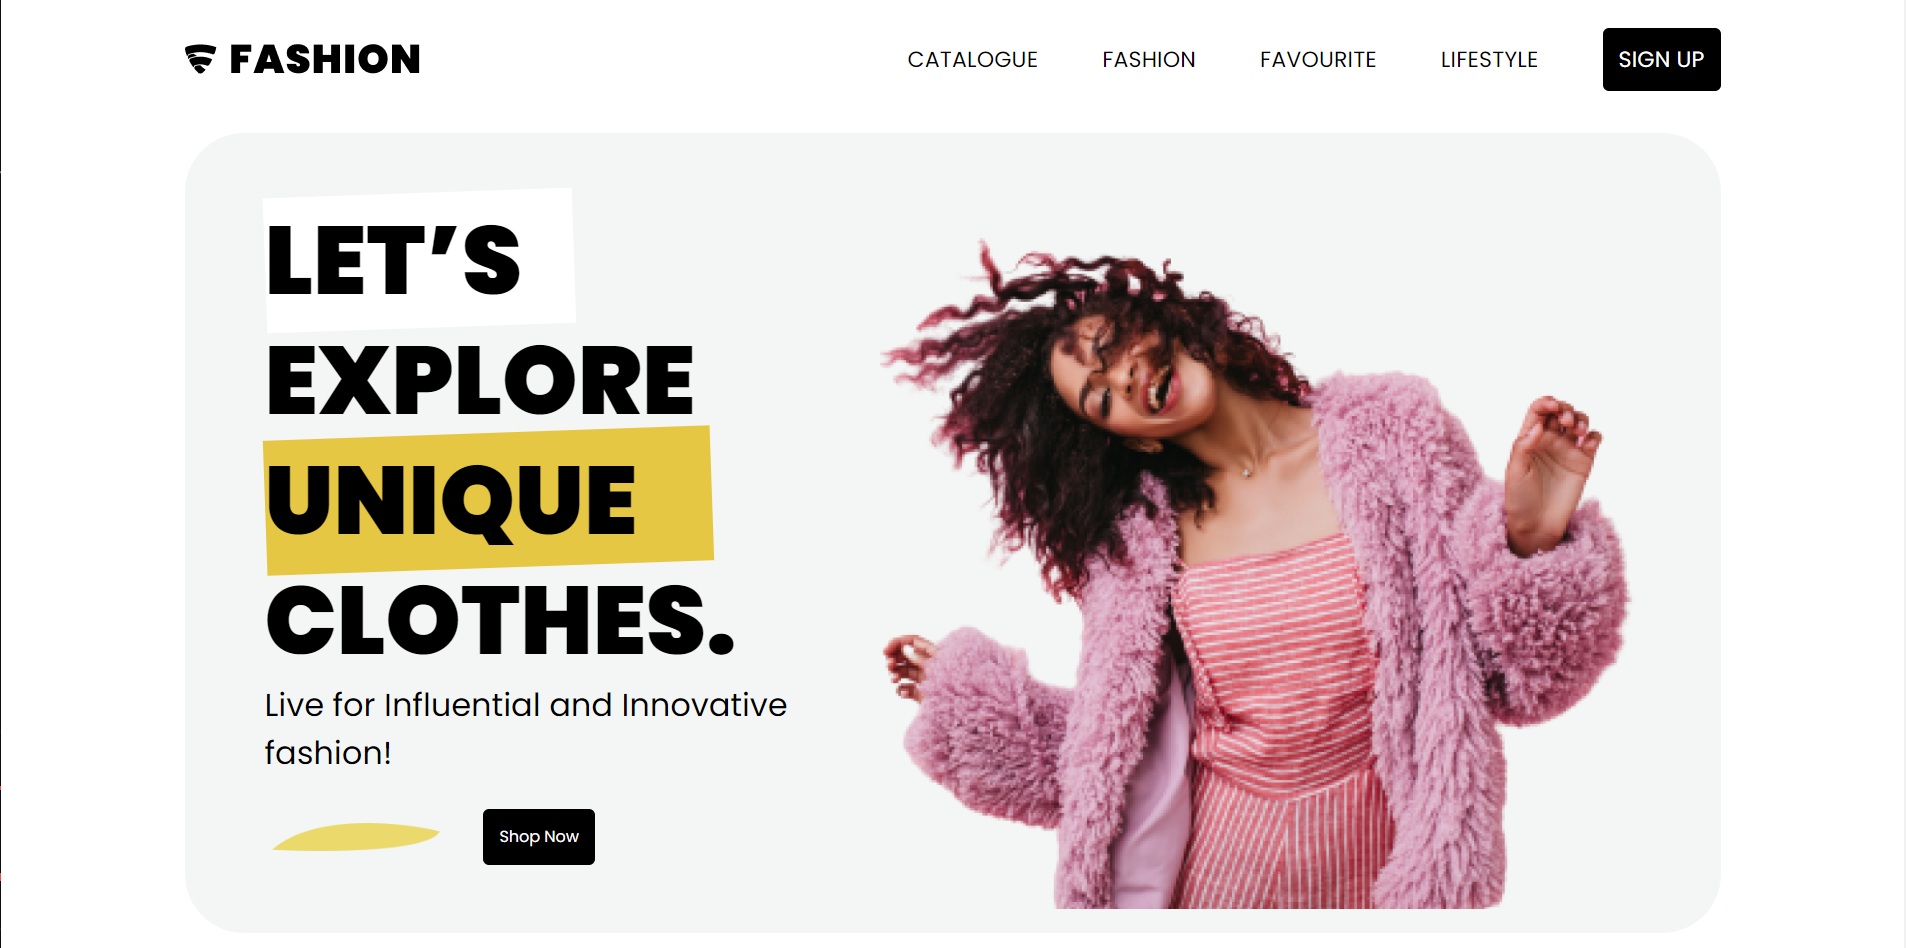 FASHION
CATALOGUE
FASHION
FAVOURITE
LIFESTYLE
SIGN UP
LET’S
EXPLORE
UNIQUE
CLOTHES.
Live for Influential and Innovative
fashion!
Shop Now